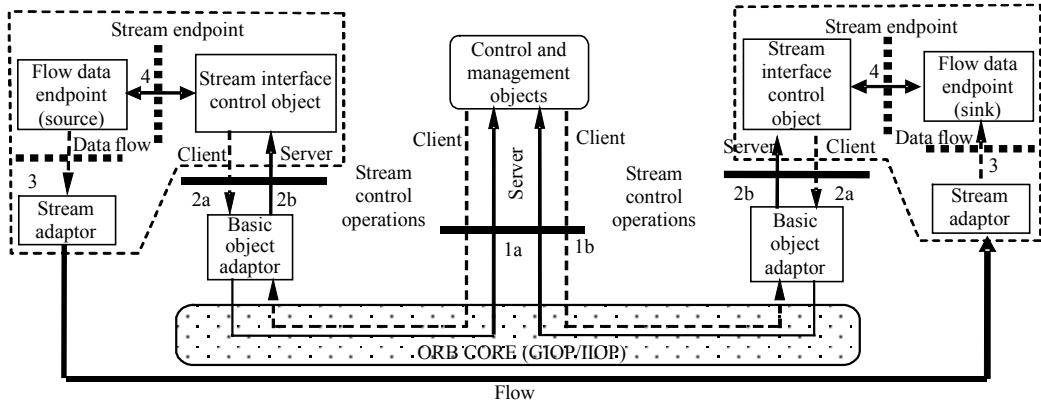 Stream endpoint
Flow data
endpoint
(source)
4
Stream interface
control object
Data flow
3
Stream
adaptor
Client
Server
2a
2b
Basic
object
adaptor
Stream
control
operations
Control and
management
objects
Client
Server
Client
1a
1b
Stream
control
operations
Stream endpoint
Stream
interface
control
object
4
Flow data
endpoint
(sink)
Data flow
3
Stream adaptor
Server
Client
2b
2a
Basic
object
adaptor
ORB CORE (GIOP/IIOP)
Flow